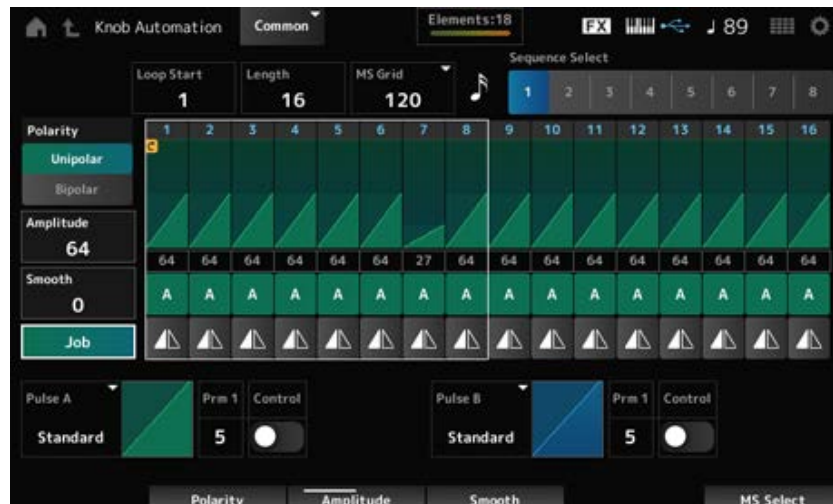 Knob Automation
Common
Elements:18
FX
89
Loop Start
1
Length
16
MS Grid
120
Sequence Select
1 2 3 4 5 6 7 8
Polarity
Unipolar
Bipolar
Amplitude
64
Smooth
0
Job
1 2 3 4 5 6 7 8 9 10 11 12 13 14 15 16
C
64 64 64 64 64 64 27 64 64 64 64 64 64 64 64 64
A A A A A A A A A A A A A A A A
Pulse A
Standard
Prm 1
5
Control
Pulse B
Standard
Prm 1
5
Control
Polarity
Amplitude
Smooth
MS Select